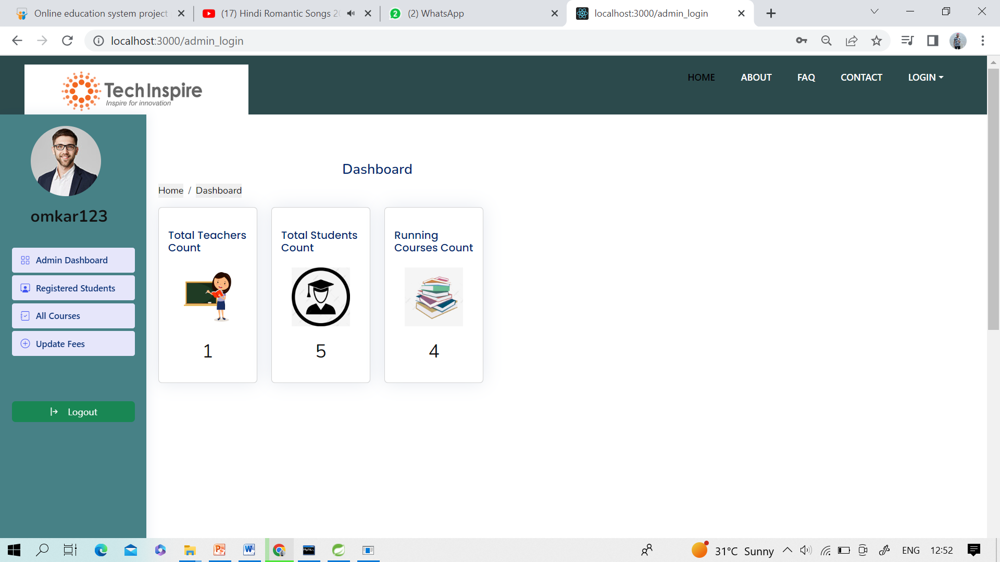 Online education system project
(17) Hindi Romantic Songs 20
2 (2) WhatsApp
localhost:3000/admin_login
localhost:3000/admin_login
TechInspire
Inspire for innovation
HOME ABOUT FAQ CONTACT LOGIN
omkar123
Admin Dashboard
Registered Students
All Courses
Update Fees
Logout
Dashboard
Home / Dashboard
Total Teachers
Count
1
Total Students
Count
5
Running
Courses Count
4
31°C Sunny
ENG
12:52